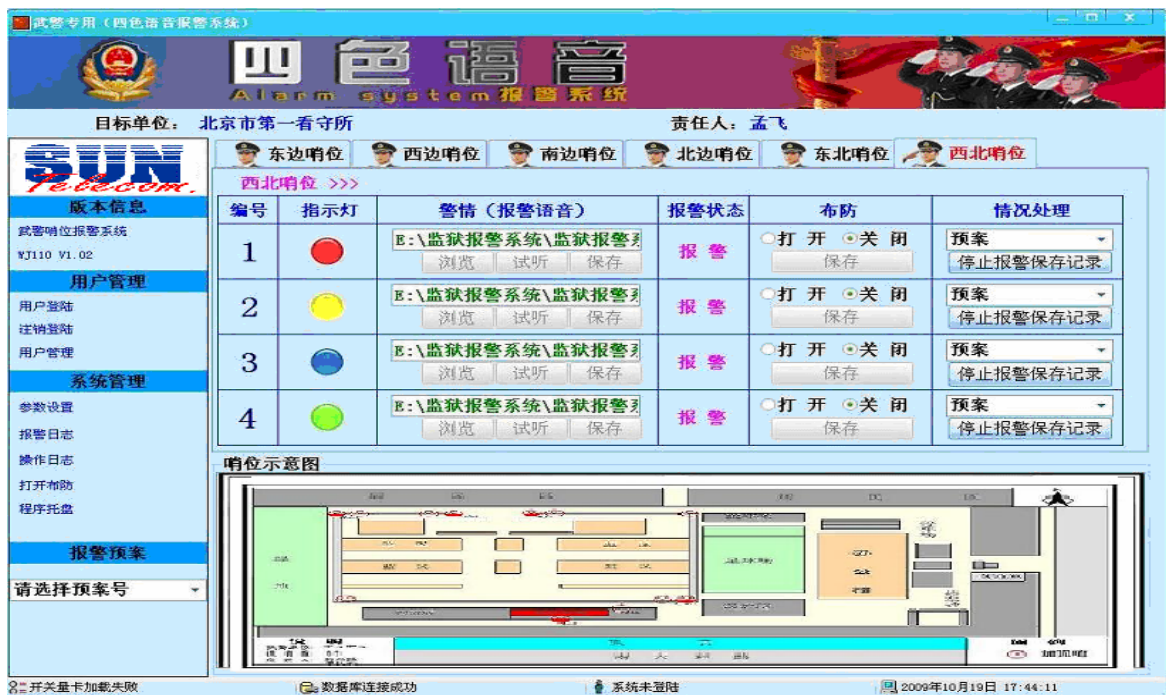 武警专用（四色语音报警系统）
四色语音
Alarm system报警系统
目标单位： 北京市第一看守所 责任人：孟飞
SUN
Telecom.
东边哨位 西边哨位 南边哨位 北边哨位 东北哨位 西北哨位
西北哨位 >>>
版本信息
武警哨位报警系统
WJ110 V1.02
用户管理
用户登陆
注销登陆
用户管理
系统管理
参数设置
报警日志
操作日志
打开布防
程序托盘
报警预案
请选择预案号
编号 指示灯 警情（报警语音） 报警状态 布防 情况处理
1 E:\监狱报警系统\监狱报警系 报 警 打 开 关 闭 预案
浏览 试听 保存 保存 停止报警保存记录
2 E:\监狱报警系统\监狱报警系 报 警 打 开 关 闭 预案
浏览 试听 保存 保存 停止报警保存记录
3 E:\监狱报警系统\监狱报警系 报 警 打 开 关 闭 预案
浏览 试听 保存 保存 停止报警保存记录
4 E:\监狱报警系统\监狱报警系 报 警 打 开 关 闭 预案
浏览 试听 保存 保存 停止报警保存记录
哨位示意图
开关量卡加载失败 数据库连接成功 系统未登陆 2009年10月19日 17:44:11